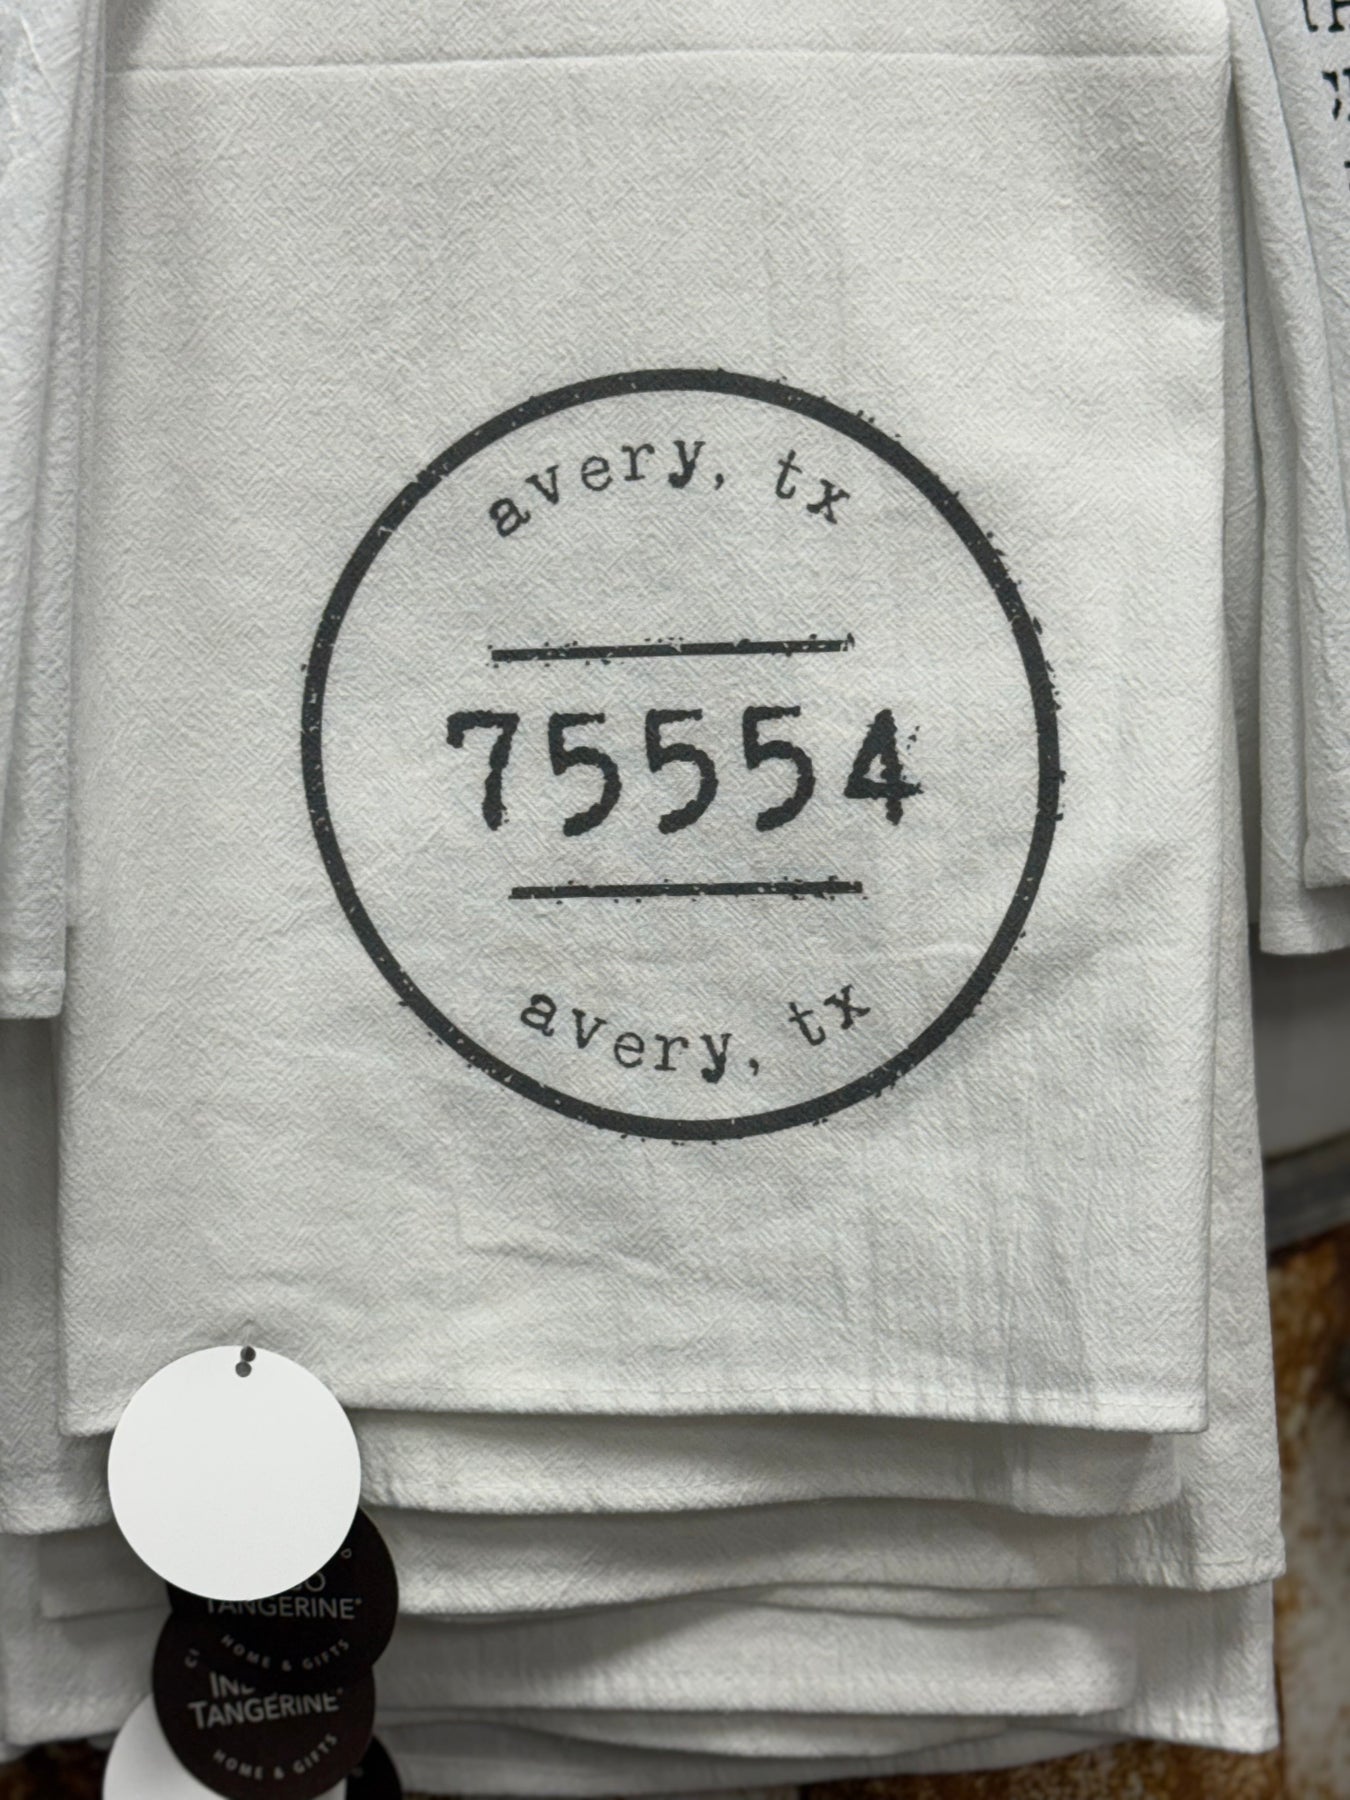 avery, tx
75554
avery, tx
TANGERINE
HOME & GIFTS
TANGERINE
HOME & GIFTS